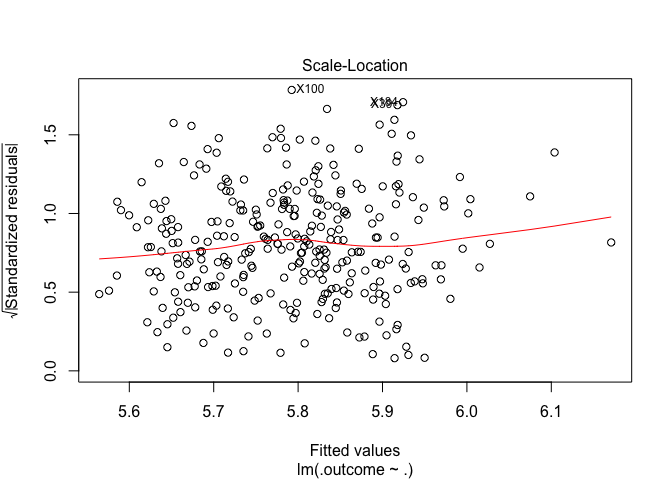 Scale-Location
√|Standardized residuals|
0.0 0.5 1.0 1.5
X100
5.6 5.7 5.8 5.9 6.0 6.1
Fitted values
lm(.outcome ~ .)